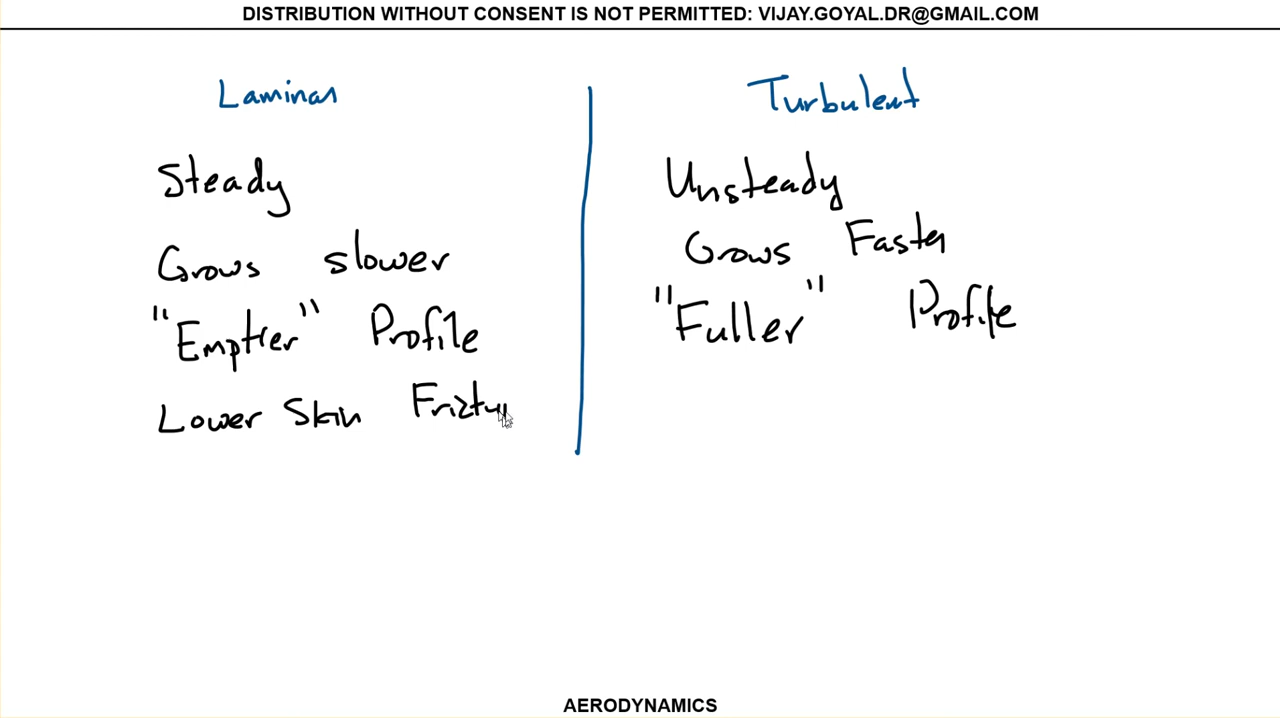 DISTRIBUTION WITHOUT CONSENT IS NOT PERMITTED: VIJAY.GOYAL.DR@GMAIL.COM
Laminar
Turbulent
Steady
Unsteady
Grows slower
Grows Faster
"Emptier" Profile
"Fuller" Profile
Lower Skin
AERODYNAMICS